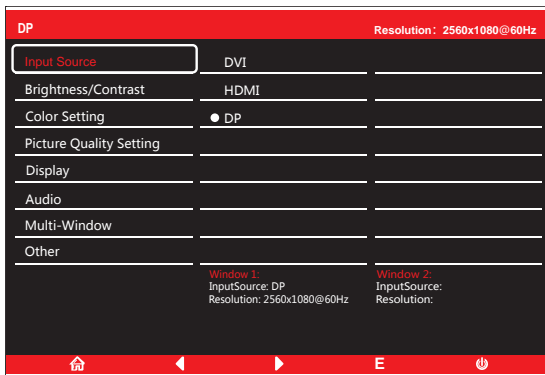 DP
Resolution: 2560x1080@60Hz
Input Source
DVI
Brightness/Contrast
HDMI
Color Setting
DP
Picture Quality Setting
Display
Audio
Multi-Window
Other
Window 1:
InputSource: DP
Resolution: 2560x1080@60Hz
Window 2:
InputSource:
Resolution:
E